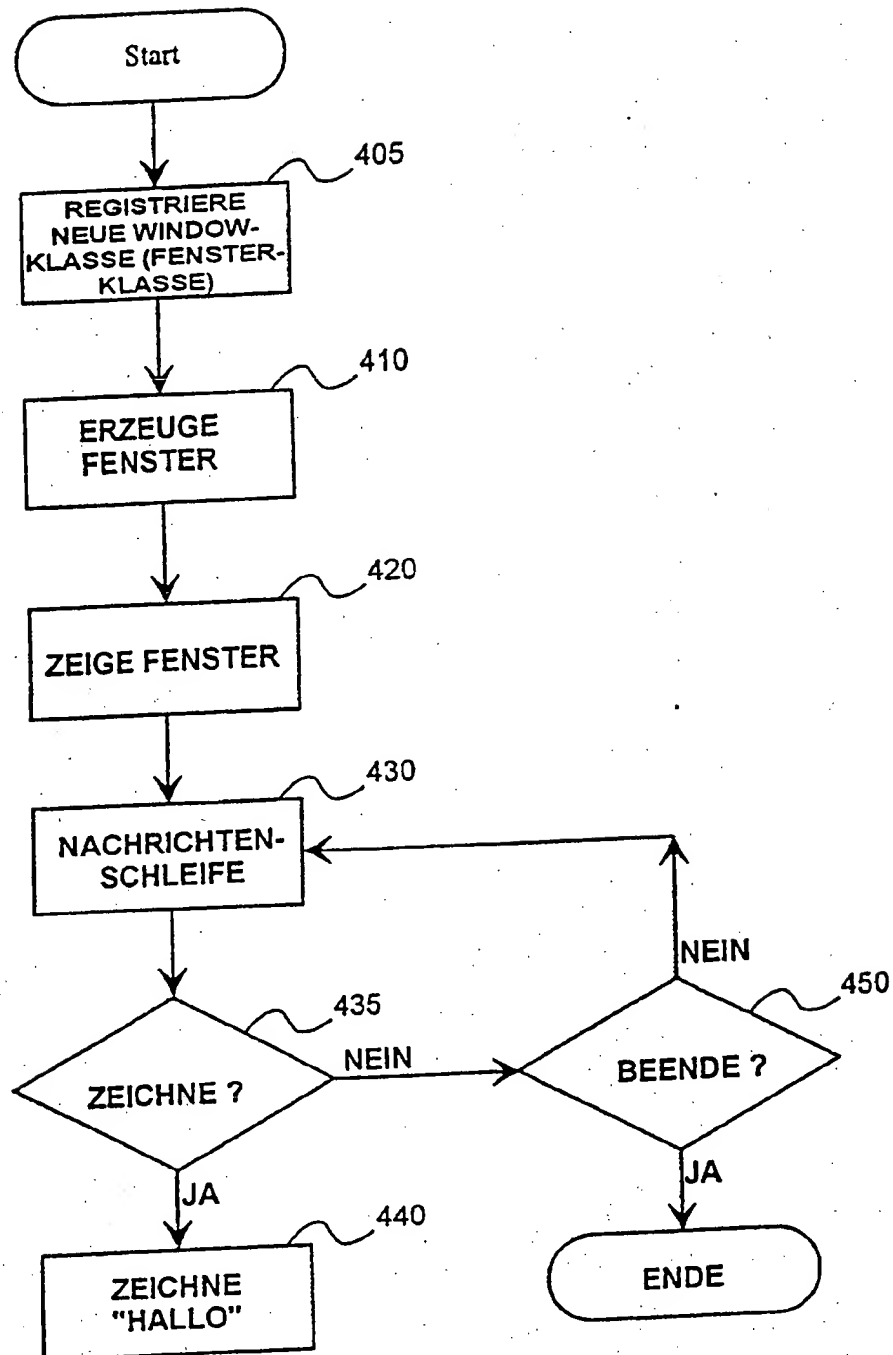 Start
405
REGISTRIERE
NEUE WINDOW-
KLASSE (FENSTER-
KLASSE)
410
ERZEUGE
FENSTER
420
ZEIGE FENSTER
430
NACHRICHTEN-
SCHLEIFE
NEIN
435
450
ZEICHNE ?
NEIN
BEENDE ?
JA
JA
440
ZEICHNE
"HALLO"
ENDE